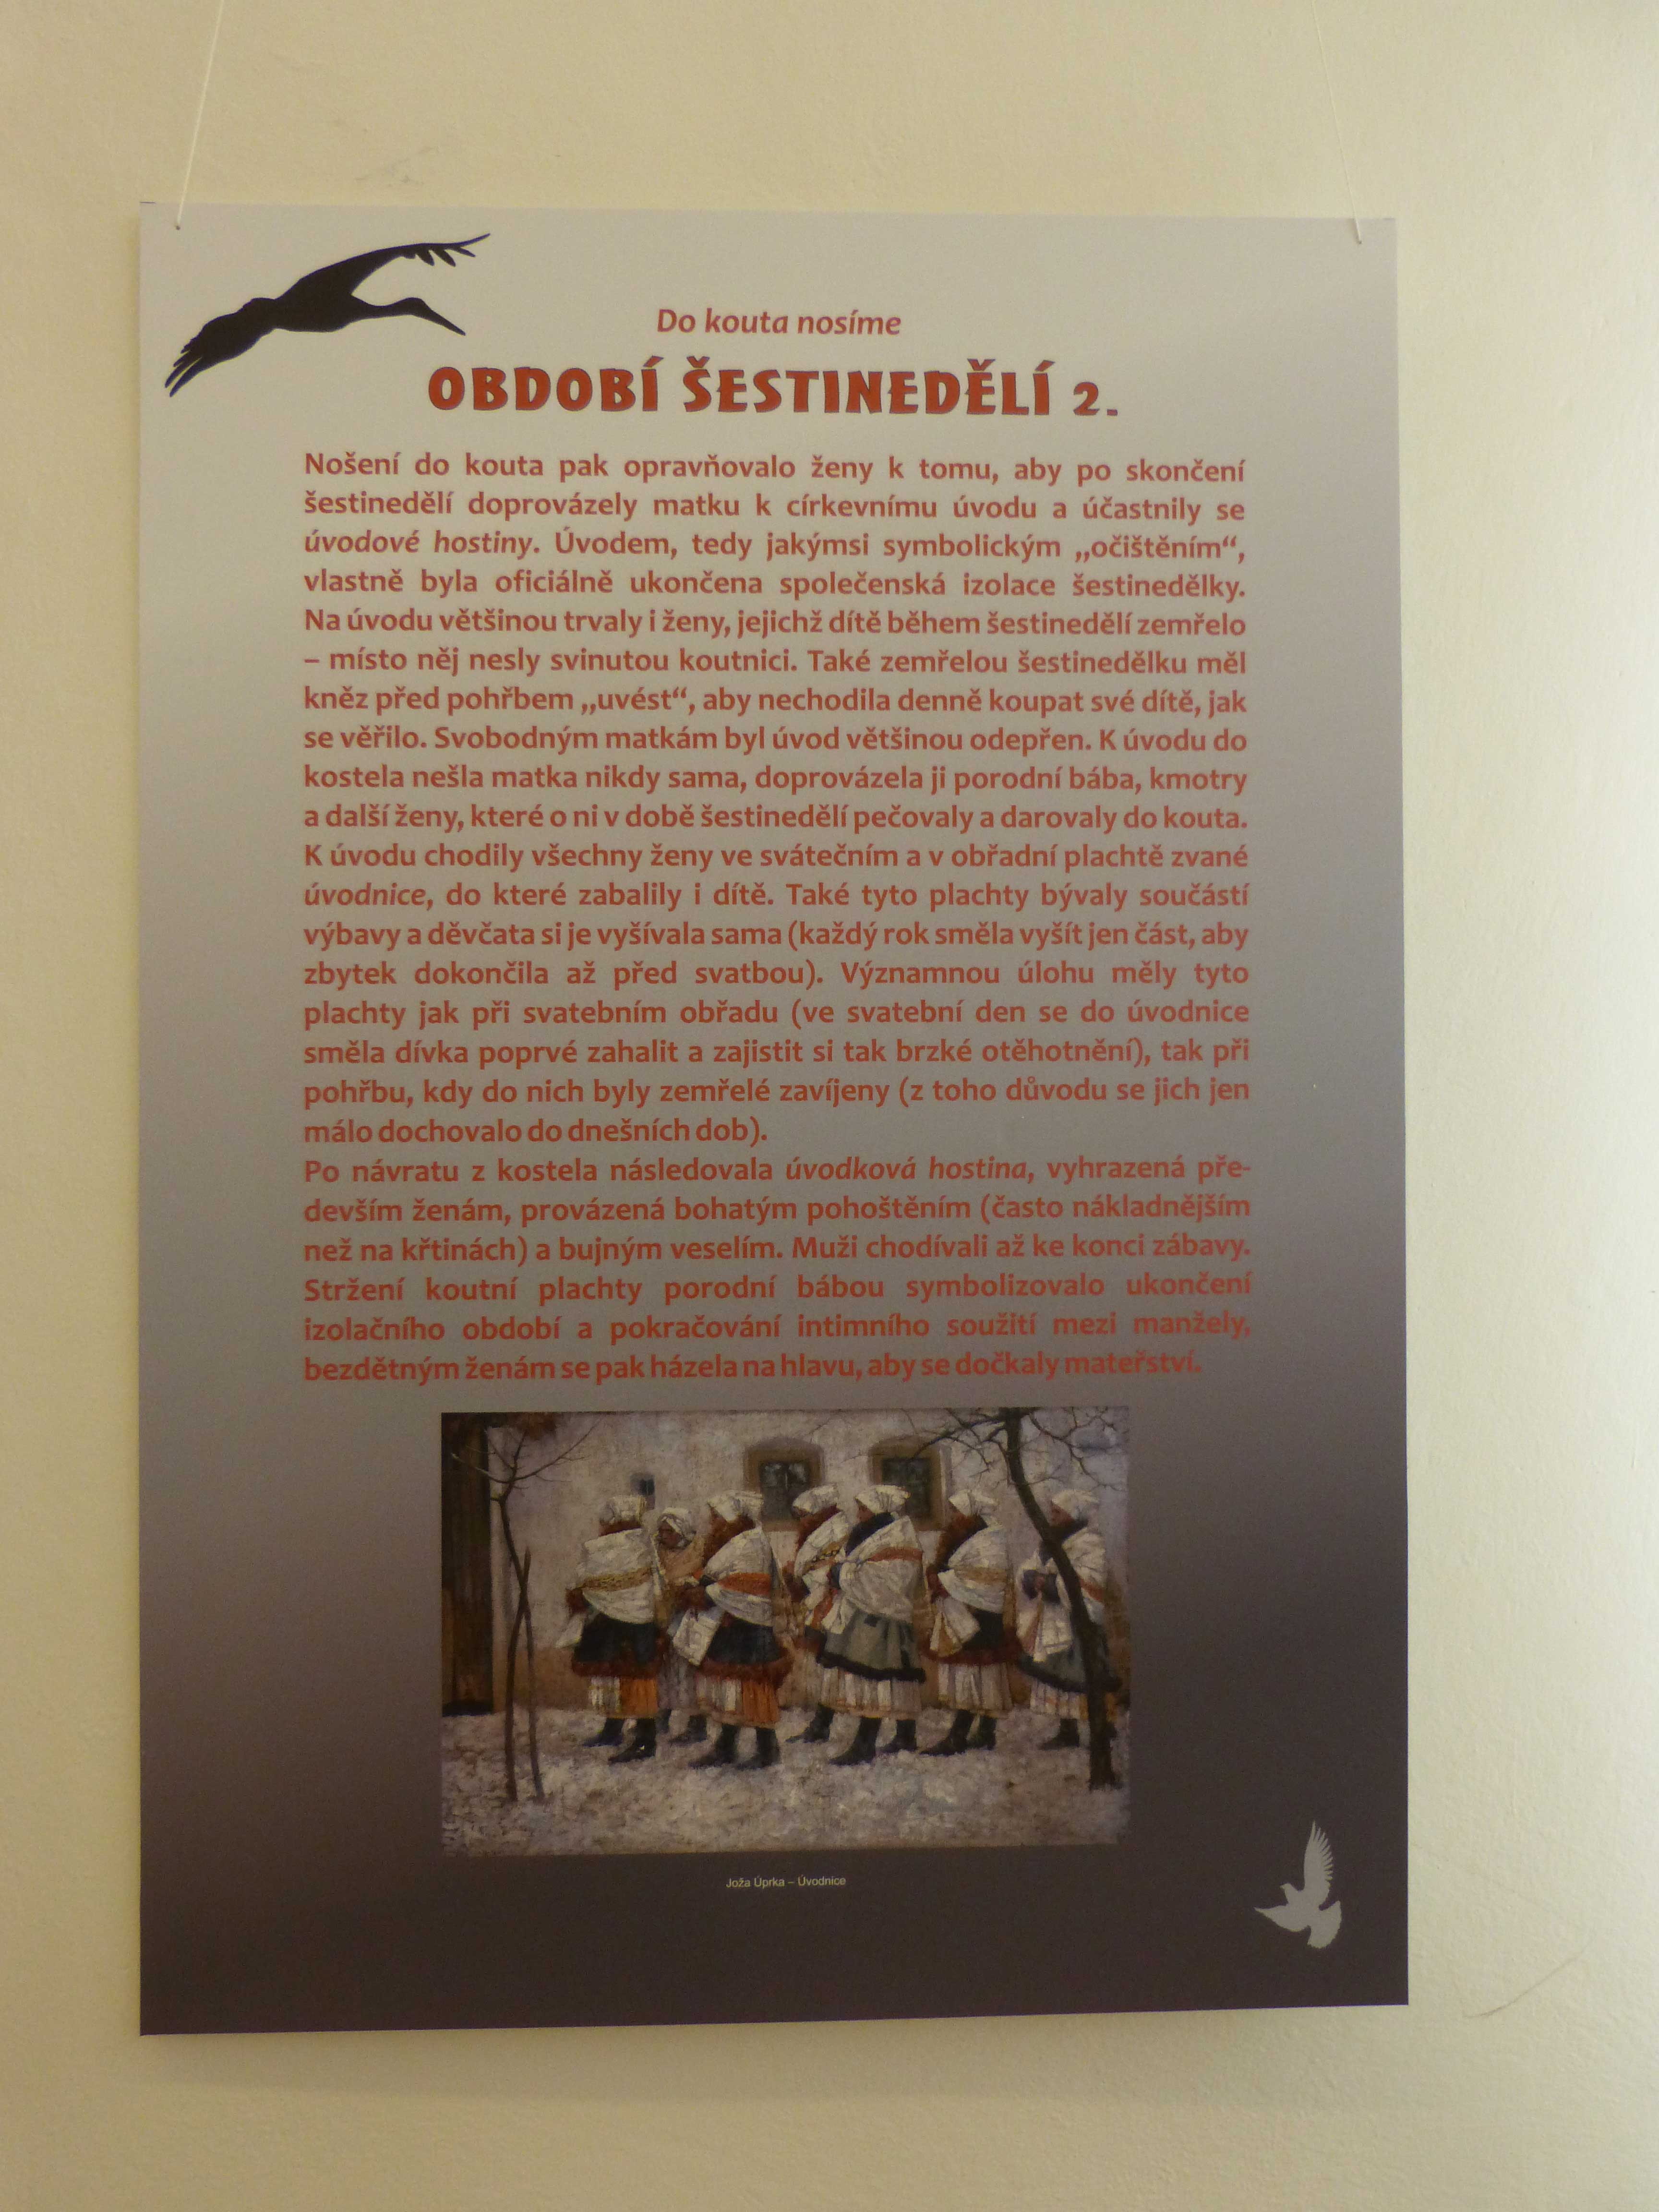 Do kouta nosíme
OBDOBÍ ŠESTINEDĚLÍ 2.
Nošení do kouta pak opravňovalo ženy k tomu, aby po skončení
šestinedělí doprovázely matku k církevnímu úvodu a účastnily se
úvodové hostiny. Úvodem, tedy jakýmsi symbolickým „očištěním“,
vlastně byla oficiálně ukončena společenská izolace šestinedělky.
Na úvodu většinou trvaly i ženy, jejichž dítě během šestinedělí zemřelo
– místo něj nesly svinutou koutnici. Také zemřelou šestinedělku měl
kněz před pohřbem „uvést“, aby nechodila denně koupat své dítě, jak
se věřilo. Svobodným matkám byl úvod většinou odepřen. K úvodu do
kostela nešla matka nikdy sama, doprovázela ji porodní bába, kmotry
a další ženy, které o ni v době šestinedělí pečovaly a darovaly do kouta.
K úvodu chodily všechny ženy ve svátečním a v obřadní plachtě zvané
úvodnice, do které zabalily i dítě. Také tyto plachty bývaly součástí
výbavy a děvčata si je vyšívala sama (každý rok směla vyšít jen část, aby
zbytek dokončila až před svatbou). Významnou úlohu měly tyto
plachty jak při svatebním obřadu (ve svatební den se do úvodnice
směla dívka poprvé zahalit a zajistit si tak brzké otěhotnění), tak při
pohřbu, kdy do nich byly zemřelé zavíjeny (z toho důvodu se jich jen
málo dochovalo do dnešních dob).
Po návratu z kostela následovala úvodková hostina, vyhrazená pře-
devším ženám, provázená bohatým pohoštěním (často nákladnějším
než na křtinách) a bujným veselím. Muži chodívali až ke konci zábavy.
Stržení koutní plachty porodní bábou symbolizovalo ukončení
izolačního období a pokračování intimního soužití mezi manžely,
bezdětným ženám se pak házela na hlavu, aby se dočkaly mateřství.
Joža Úprka – Úvodnice